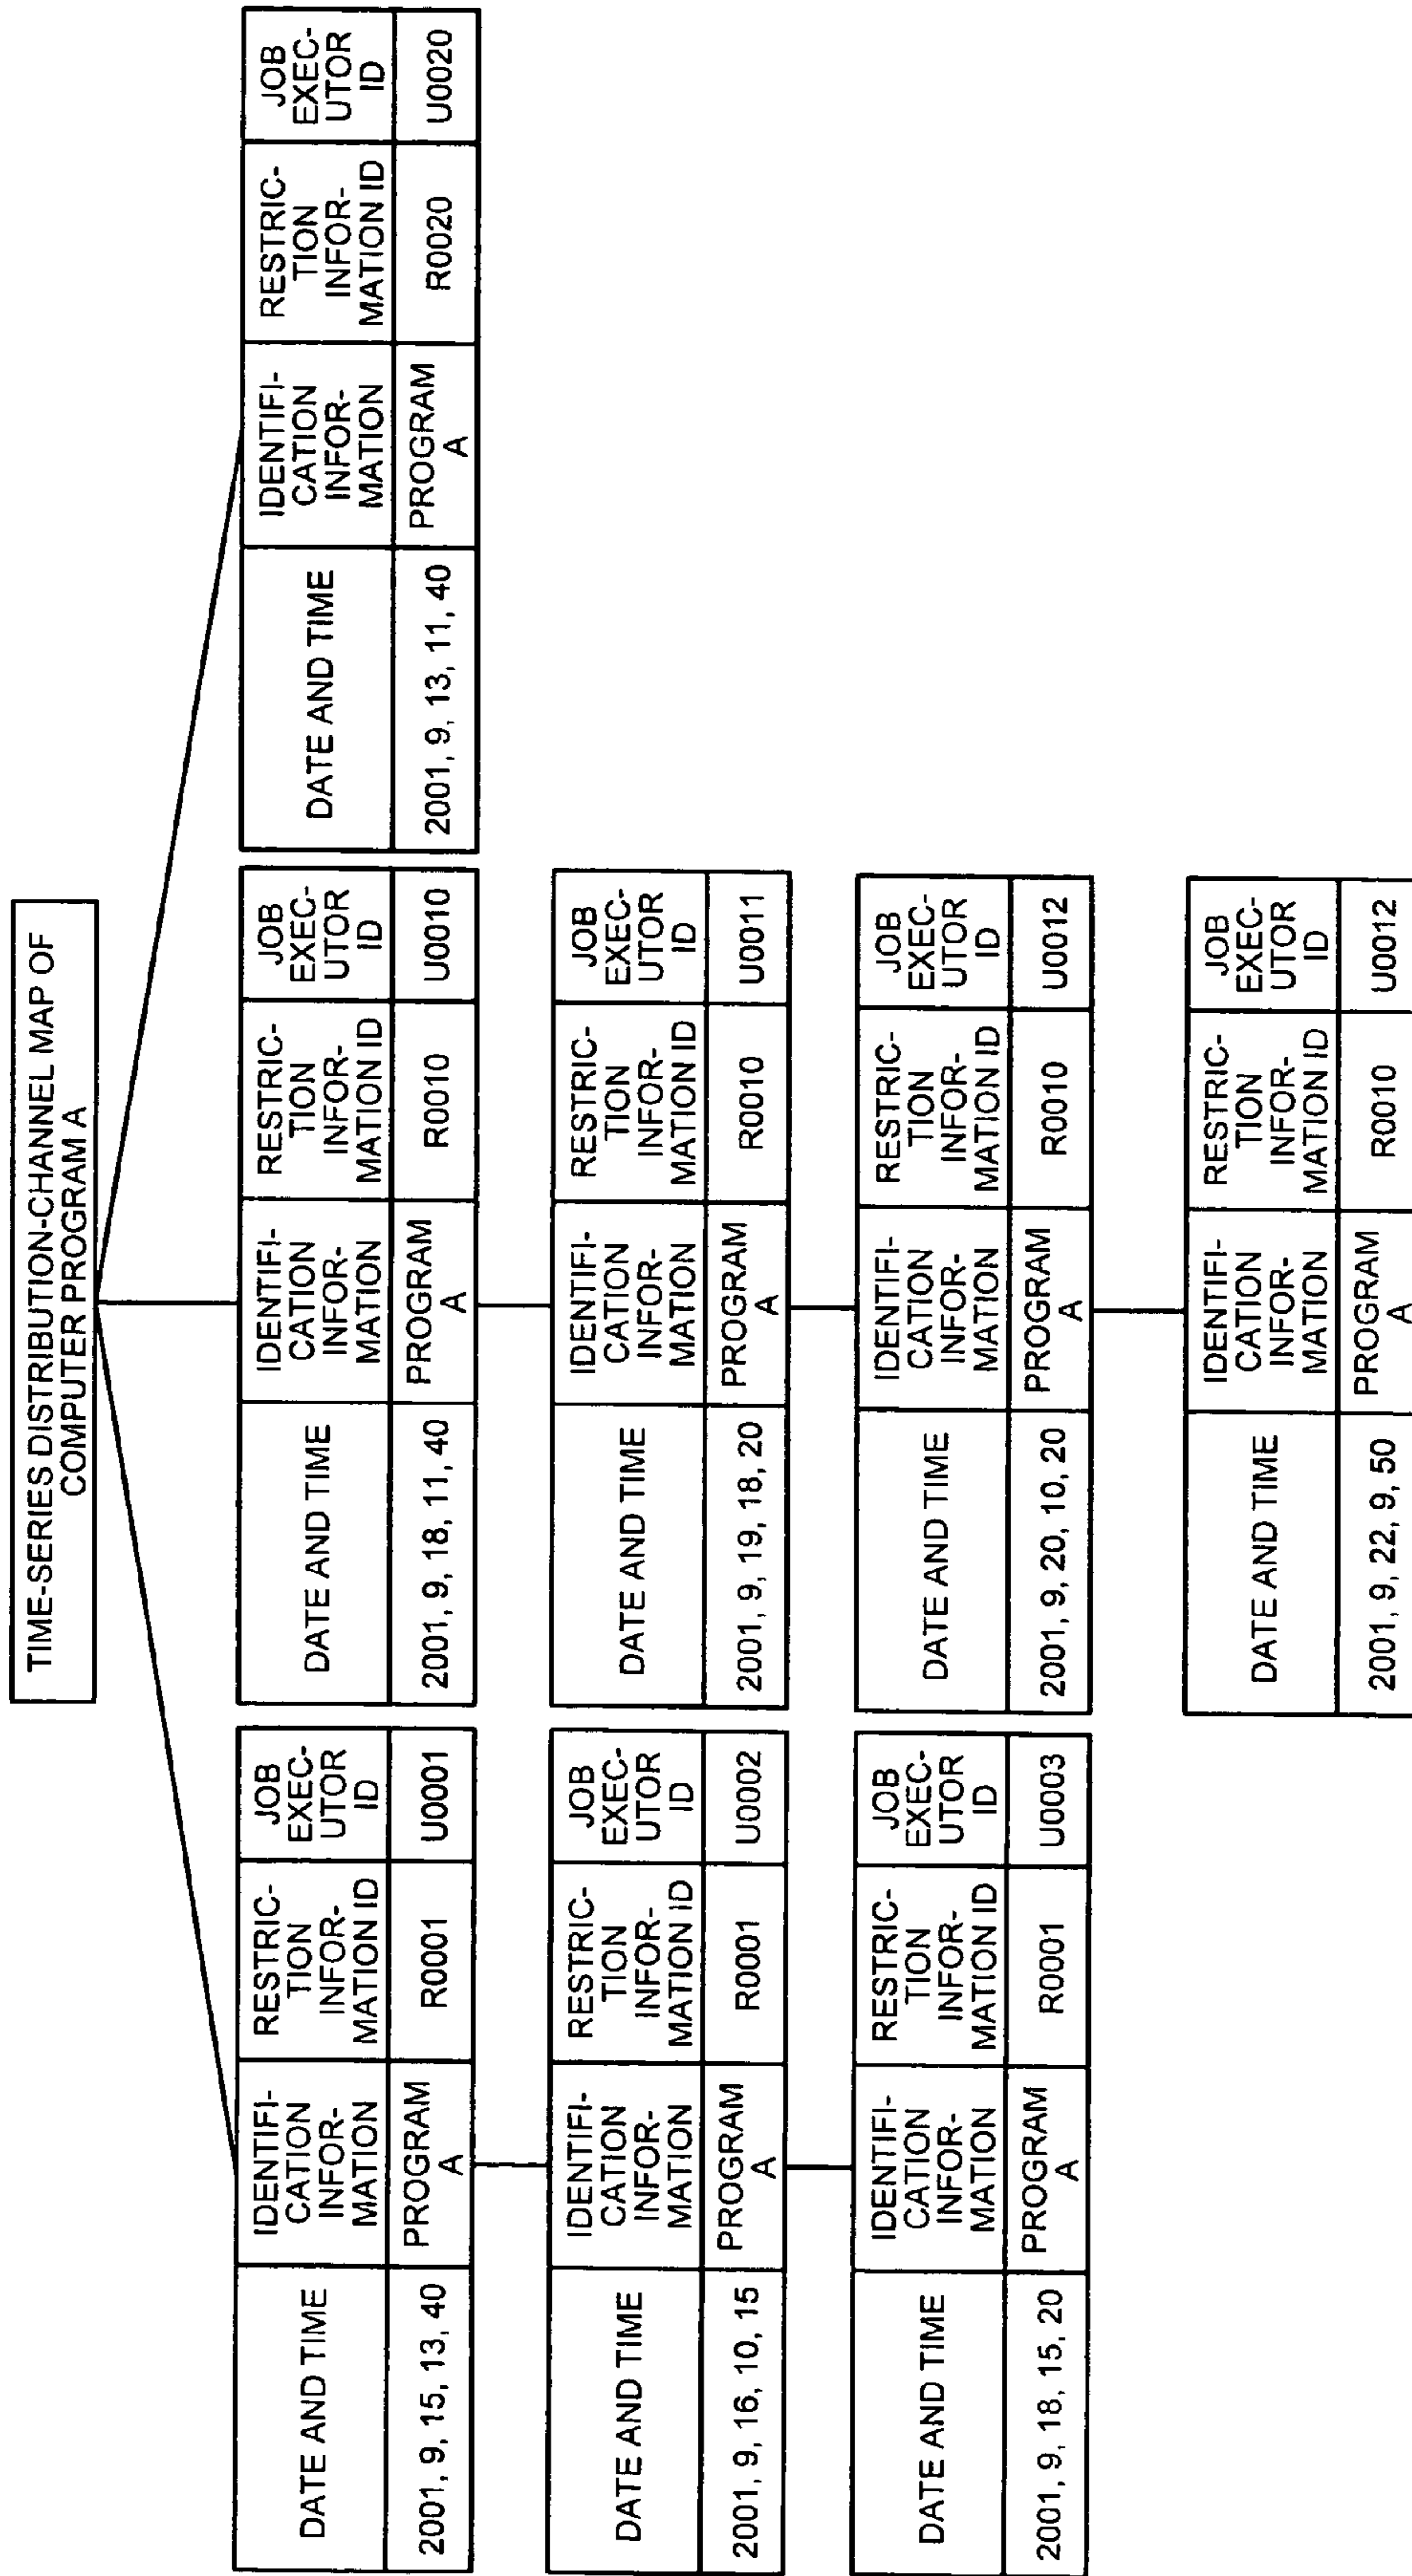 TIME-SERIES DISTRIBUTION-CHANNEL MAP OF
COMPUTER PROGRAM A
DATE AND TIME
IDENTIFI-
CATION
INFOR-
MATION
RESTRIC-
TION
INFOR-
MATION ID
JOB
EXEC-
UTOR
ID
2001, 9, 15, 13, 40
PROGRAM
A
R0001
U0001
DATE AND TIME
IDENTIFI-
CATION
INFOR-
MATION
RESTRIC-
TION
INFOR-
MATION ID
JOB
EXEC-
UTOR
ID
2001, 9, 18, 11, 40
PROGRAM
A
R0010
U0010
DATE AND TIME
IDENTIFI-
CATION
INFOR-
MATION
RESTRIC-
TION
INFOR-
MATION ID
JOB
EXEC-
UTOR
ID
2001, 9, 13, 11, 40
PROGRAM
A
R0020
U0020
DATE AND TIME
IDENTIFI-
CATION
INFOR-
MATION
RESTRIC-
TION
INFOR-
MATION ID
JOB
EXEC-
UTOR
ID
2001, 9, 16, 10, 15
PROGRAM
A
R0001
U0002
DATE AND TIME
IDENTIFI-
CATION
INFOR-
MATION
RESTRIC-
TION
INFOR-
MATION ID
JOB
EXEC-
UTOR
ID
2001, 9, 19, 18, 20
PROGRAM
A
R0010
U0011
DATE AND TIME
IDENTIFI-
CATION
INFOR-
MATION
RESTRIC-
TION
INFOR-
MATION ID
JOB
EXEC-
UTOR
ID
2001, 9, 18, 15, 20
PROGRAM
A
R0001
U0003
DATE AND TIME
IDENTIFI-
CATION
INFOR-
MATION
RESTRIC-
TION
INFOR-
MATION ID
JOB
EXEC-
UTOR
ID
2001, 9, 20, 10, 20
PROGRAM
A
R0010
U0012
DATE AND TIME
IDENTIFI-
CATION
INFOR-
MATION
RESTRIC-
TION
INFOR-
MATION ID
JOB
EXEC-
UTOR
ID
2001, 9, 22, 9, 50
PROGRAM
A
R0010
U0012